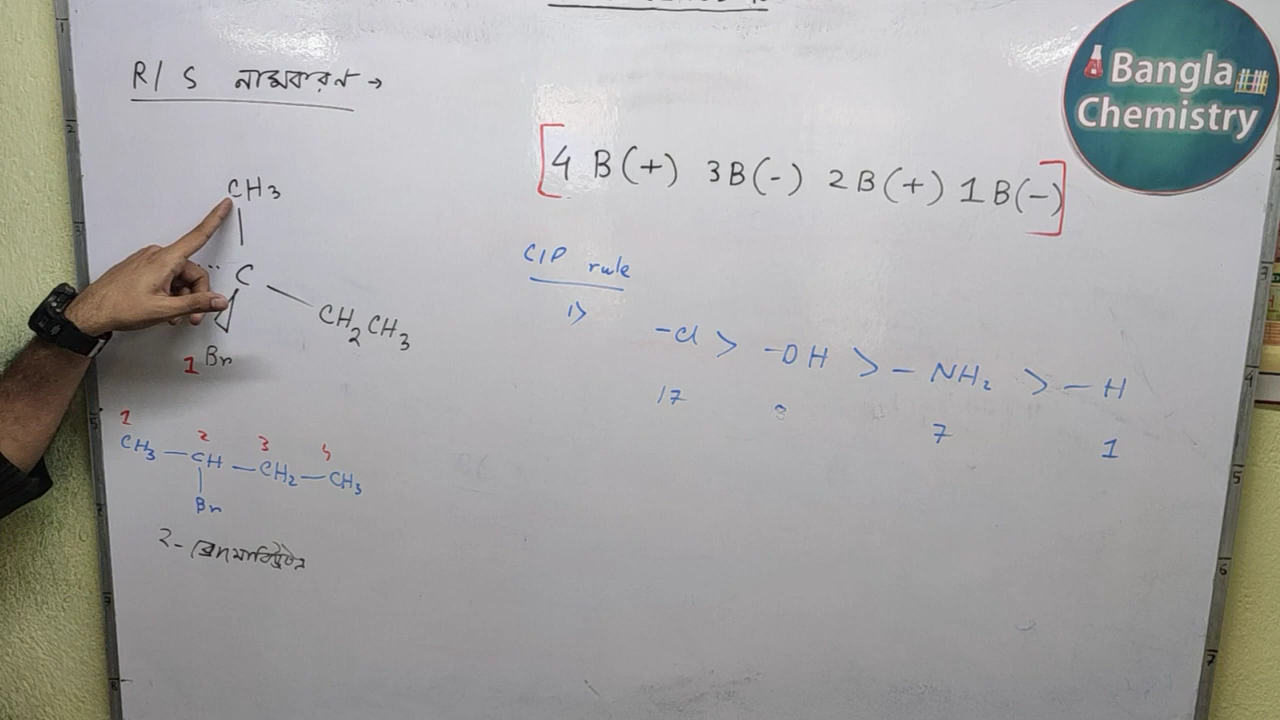 R/S নামকরণ →
[4 B(+) 3B(-) 2B(+) 1B(-)]
Bangla
Chemistry
CH3
C
CH2CH3
1 Br
CIP rule
1)
-Cl > -OH > -NH2 > -H
17 8 7 1
1 2 3 4
CH3 - CH - CH2 - CH3
Br
2-ব্রোমোবিউটেন